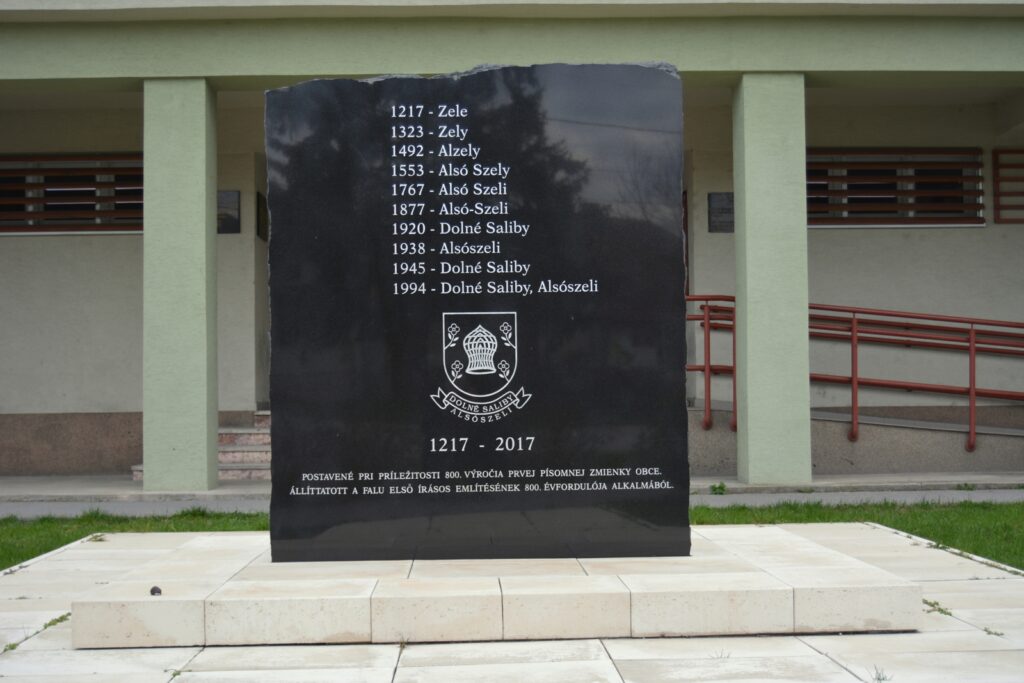 1217 - Zele
1323 - Zely
1492 - Alzely
1553 - Alsó Szely
1767 - Alsó Szeli
1877 - Alsó-Szeli
1920 - Dolné Saliby
1938 - Alsószeli
1945 - Dolné Saliby
1994 - Dolné Saliby, Alsószeli
DOLNÉ SALIBY
ALSÓSZELI
1217 - 2017
POSTAVENÉ PRI PRÍLEŽITOSTI 800. VÝROČIA PRVEJ PÍSOMNEJ ZMIENKY OBCE.
ÁLLÍTTATOTT A FALU ELSŐ ÍRÁSOS EMLÍTÉSÉNEK 800. ÉVFORDULÓJA ALKALMÁBÓL.